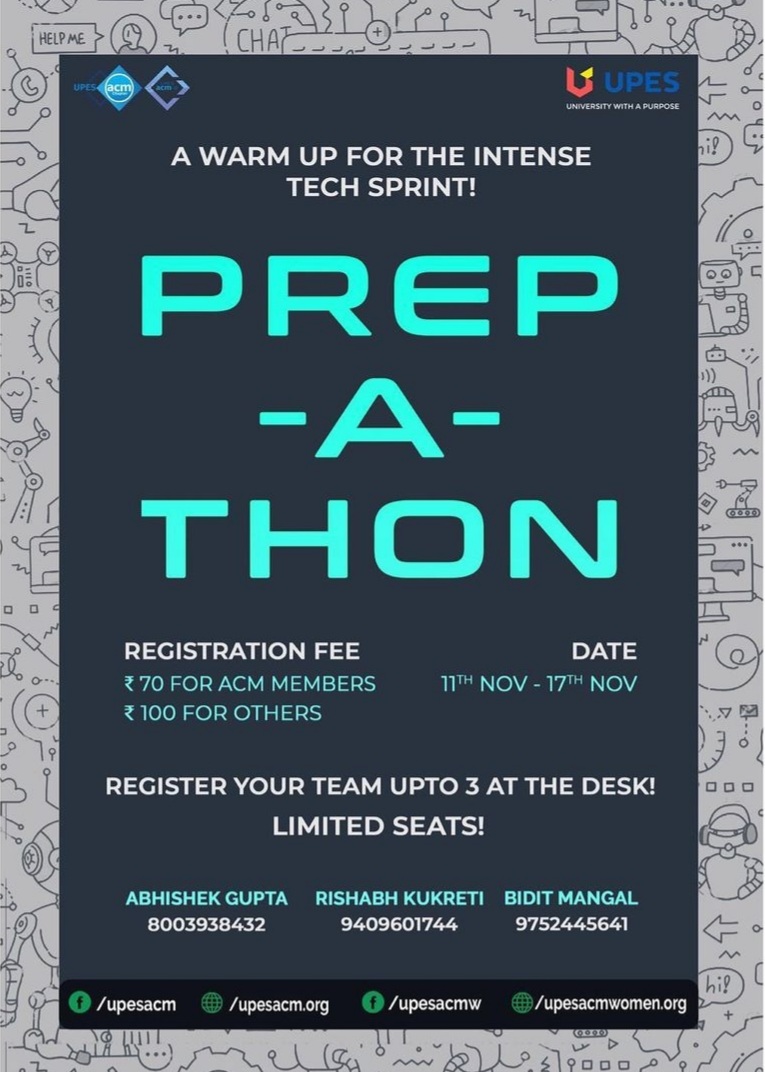 HELP ME
CHAT
UPES acm
acm
UPES
UNIVERSITY WITH A PURPOSE
A WARM UP FOR THE INTENSE
TECH SPRINT!
hi!
PREP
-A-
THON
REGISTRATION FEE
DATE
₹ 70 FOR ACM MEMBERS
11TH NOV - 17TH NOV
₹ 100 FOR OTHERS
REGISTER YOUR TEAM UPTO 3 AT THE DESK!
LIMITED SEATS!
ABHISHEK GUPTA RISHABH KUKRETI BIDIT MANGAL
8003938432 9409601744 9752445641
hi!
/upesacm /upesacm.org /upesacmw /upesacmwomen.org